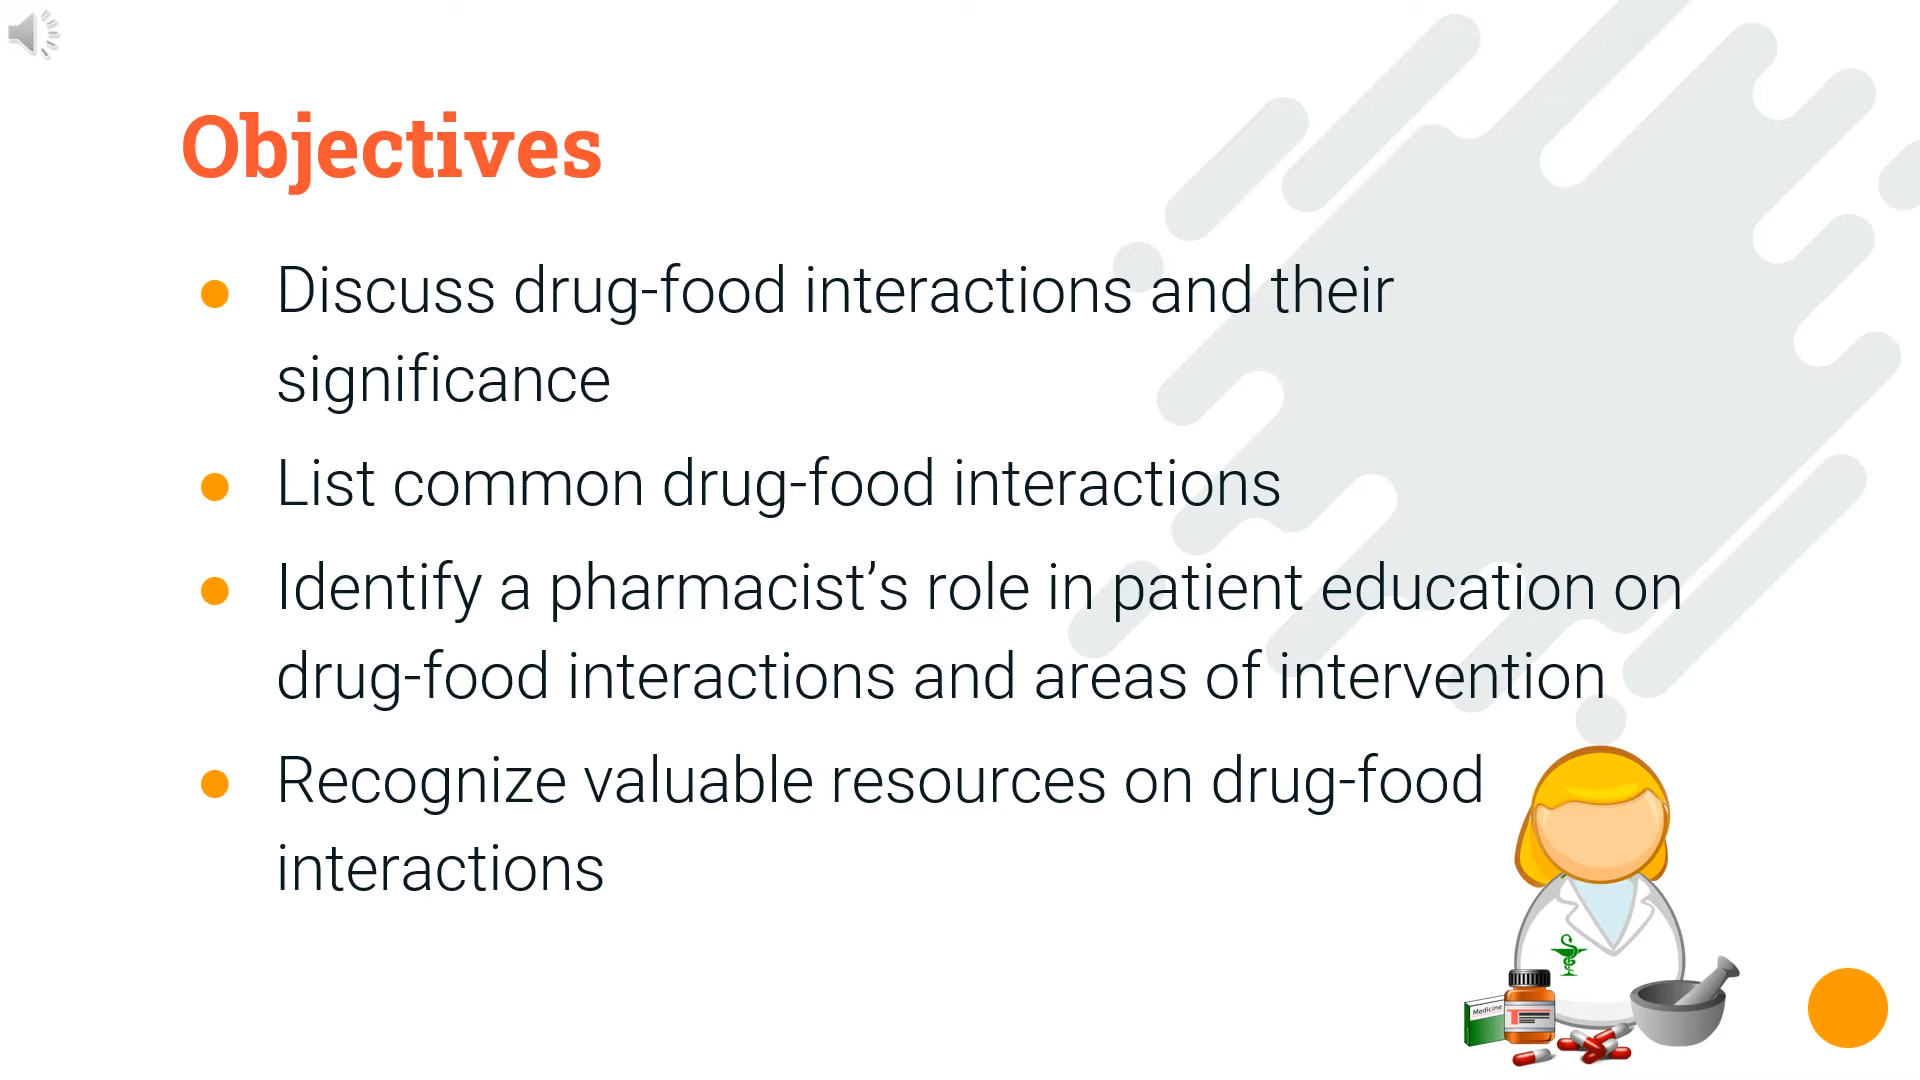 Objectives
● Discuss drug-food interactions and their
significance
● List common drug-food interactions
● Identify a pharmacist’s role in patient education on
drug-food interactions and areas of intervention
● Recognize valuable resources on drug-food
interactions
Medicine